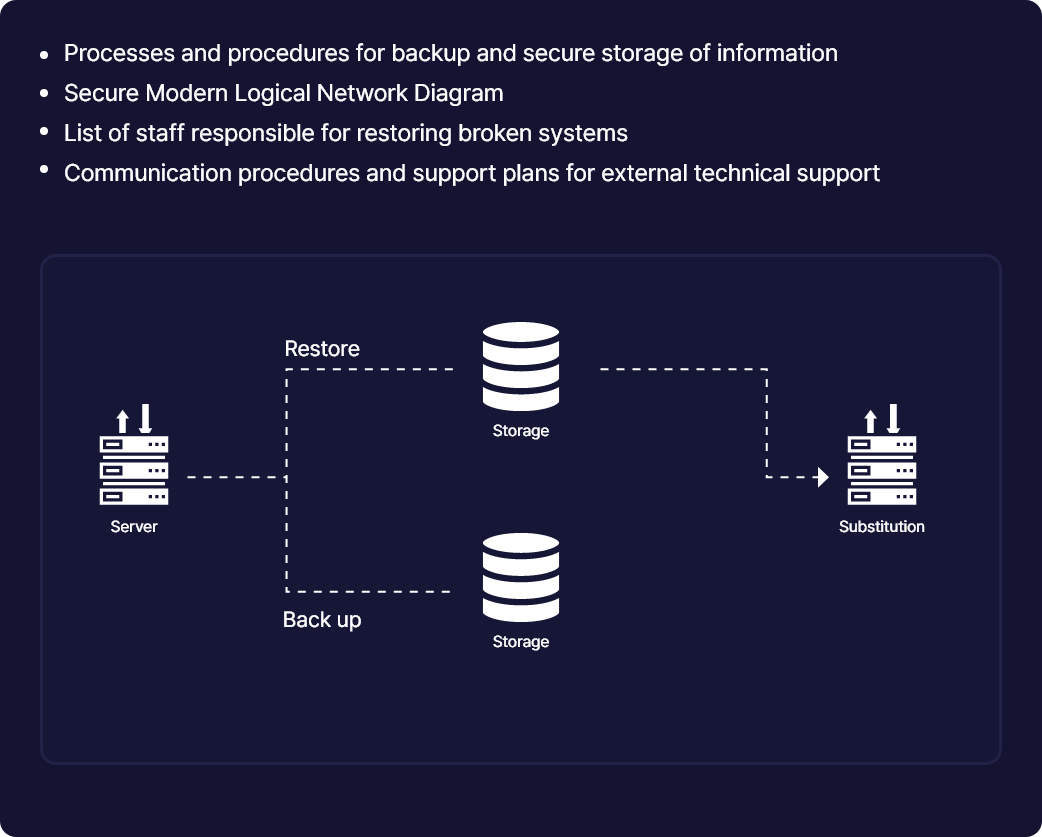 Processes and procedures for backup and secure storage of information
Secure Modern Logical Network Diagram
List of staff responsible for restoring broken systems
Communication procedures and support plans for external technical support
Restore
Storage
Server
Substitution
Back up
Storage